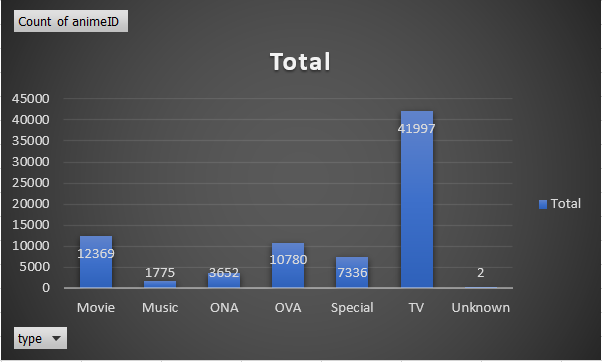 Count of animeID
Total
45000
40000
35000
30000
25000
20000
15000
10000
5000
0
12369
1775
3652
10780
7336
41997
2
Movie
Music
ONA
OVA
Special
TV
Unknown
Total
type